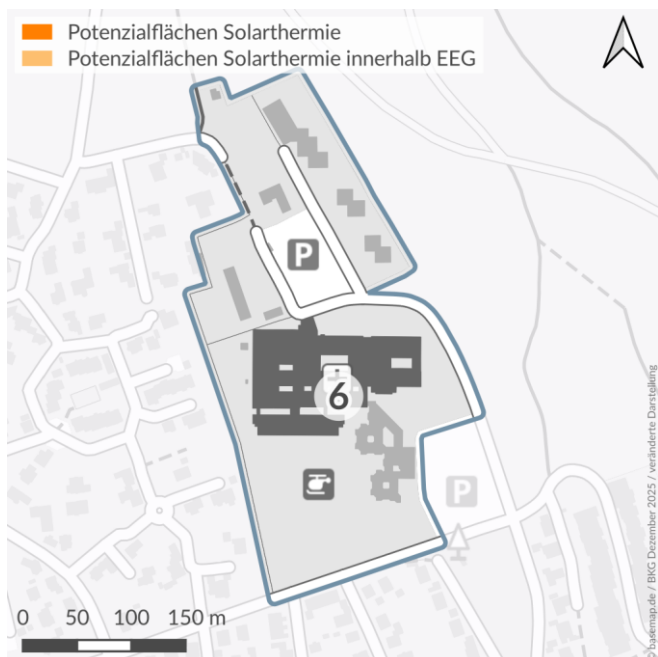 Potenzialflächen Solarthermie
Potenzialflächen Solarthermie innerhalb EEG
P
6
P
0 50 100 150 m
© basemap.de / BKG Dezember 2025 / veränderte Darstellung